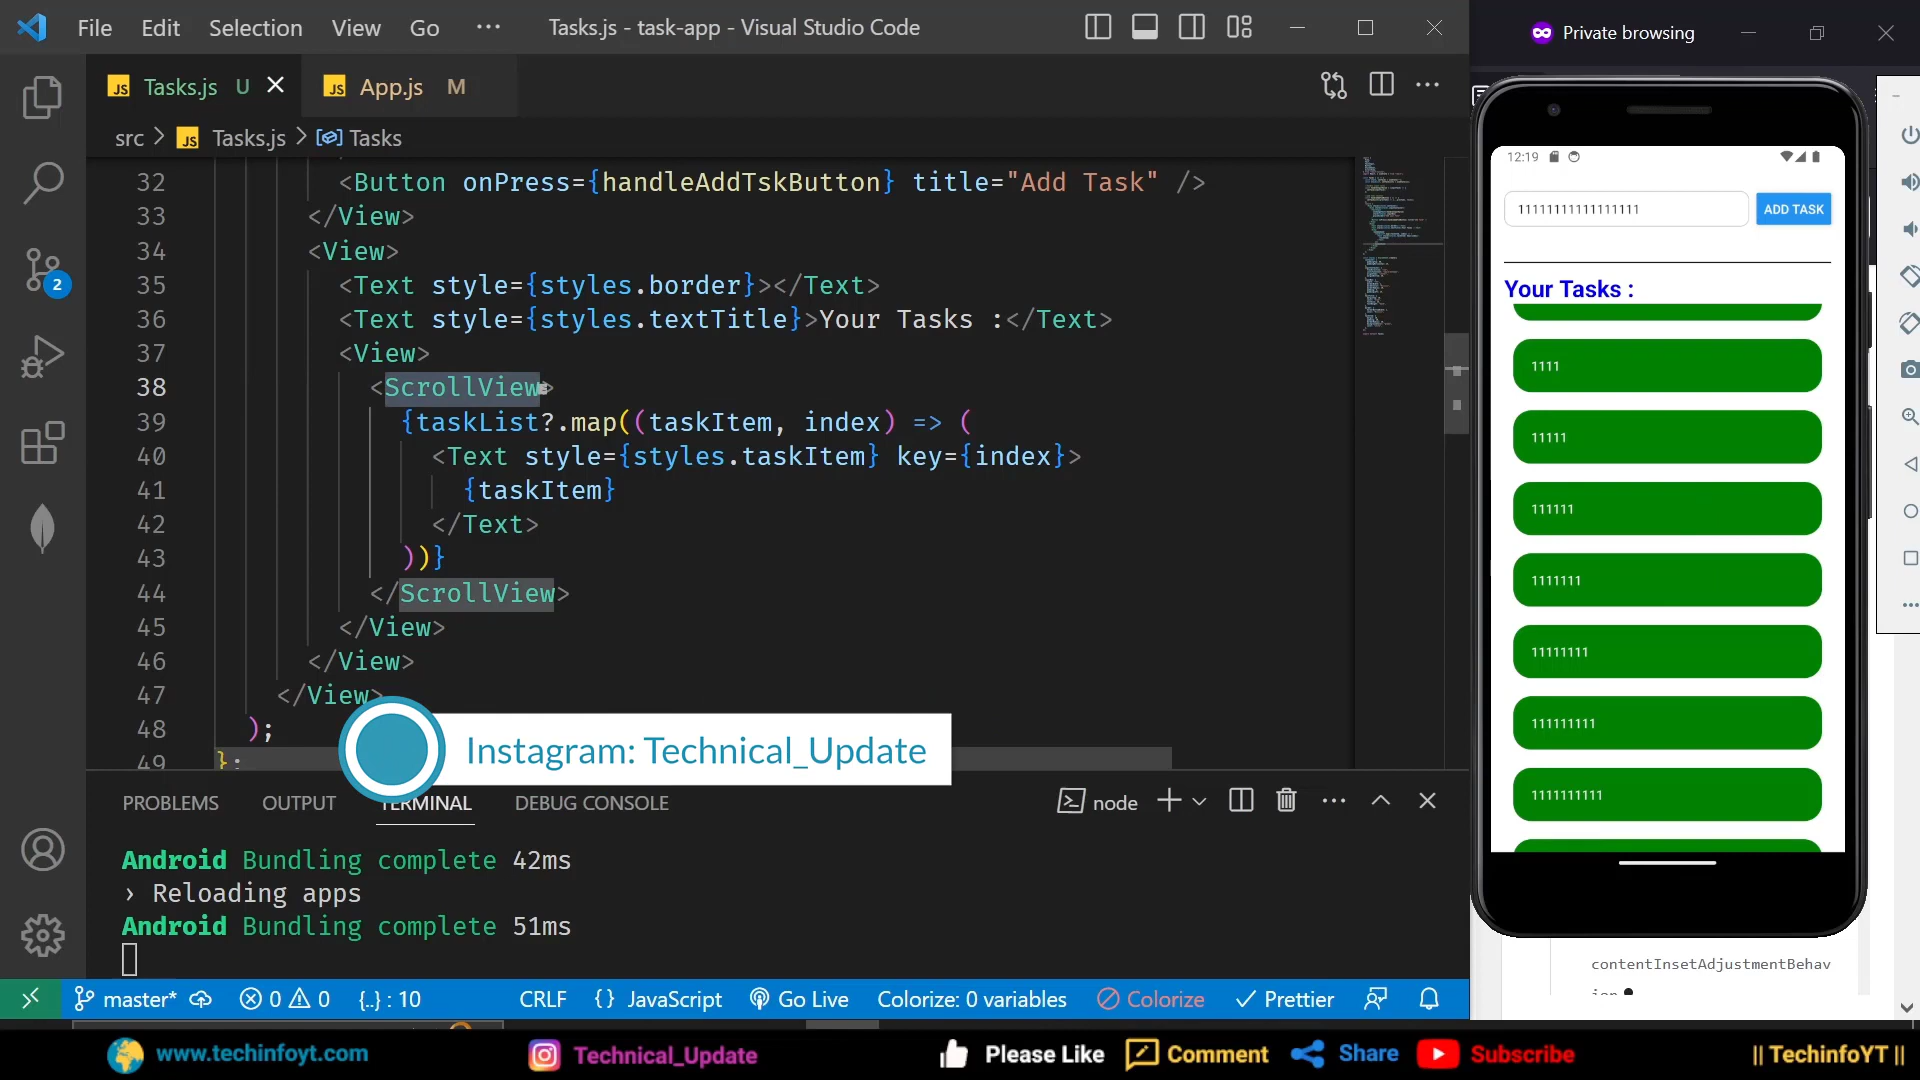 File Edit Selection View Go ··· Tasks.js - task-app - Visual Studio Code
Private browsing
JS Tasks.js U
JS App.js M
src > JS Tasks.js > Tasks
32 <Button onPress={handleAddTskButton} title="Add Task" />
33 </View>
34 <View>
35 <Text style={styles.border}></Text>
36 <Text style={styles.textTitle}>Your Tasks :</Text>
37 <View>
38 <ScrollView>
39 {taskList?.map((taskItem, index) => (
40 <Text style={styles.taskItem} key={index}>
41 {taskItem}
42 </Text>
43 ))}
44 </ScrollView>
45 </View>
46 </View>
47 </View>
48 );
49 };
2
Instagram: Technical_Update
PROBLEMS OUTPUT TERMINAL DEBUG CONSOLE
node
Android Bundling complete 42ms
› Reloading apps
Android Bundling complete 51ms
master* 0 0 {..} : 10 CRLF {} JavaScript Go Live Colorize: 0 variables Colorize Prettier
12:19
11111111111111111
ADD TASK
Your Tasks :
1111
11111
111111
1111111
11111111
111111111
1111111111
contentInsetAdjustmentBehav
www.techinfoyt.com
Technical_Update
Please Like
Comment
Share
Subscribe
|| TechinfoYT ||